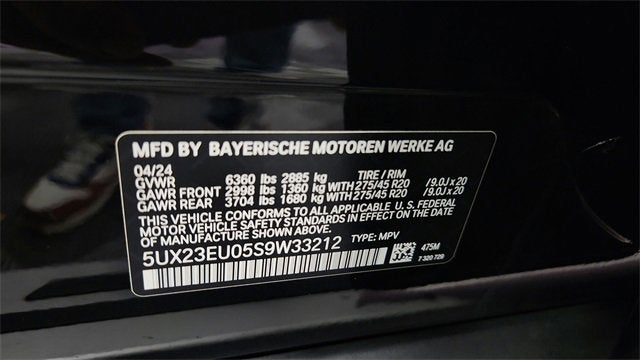 MFD BY BAYERISCHE MOTOREN WERKE AG
04/24
GVWR 6360 lbs 2885 kg TIRE / RIM
GAWR FRONT 2998 lbs 1360 kg WITH 275/45 R20 /9.0J x 20
GAWR REAR 3704 lbs 1680 kg WITH 275/45 R20 /9.0J x 20
THIS VEHICLE CONFORMS TO ALL APPLICABLE U. S. FEDERAL
MOTOR VEHICLE SAFETY STANDARDS IN EFFECT ON THE DATE
OF MANUFACTURE SHOWN ABOVE.
5UX23EU05S9W33212 TYPE: MPV
475M
7 320 729